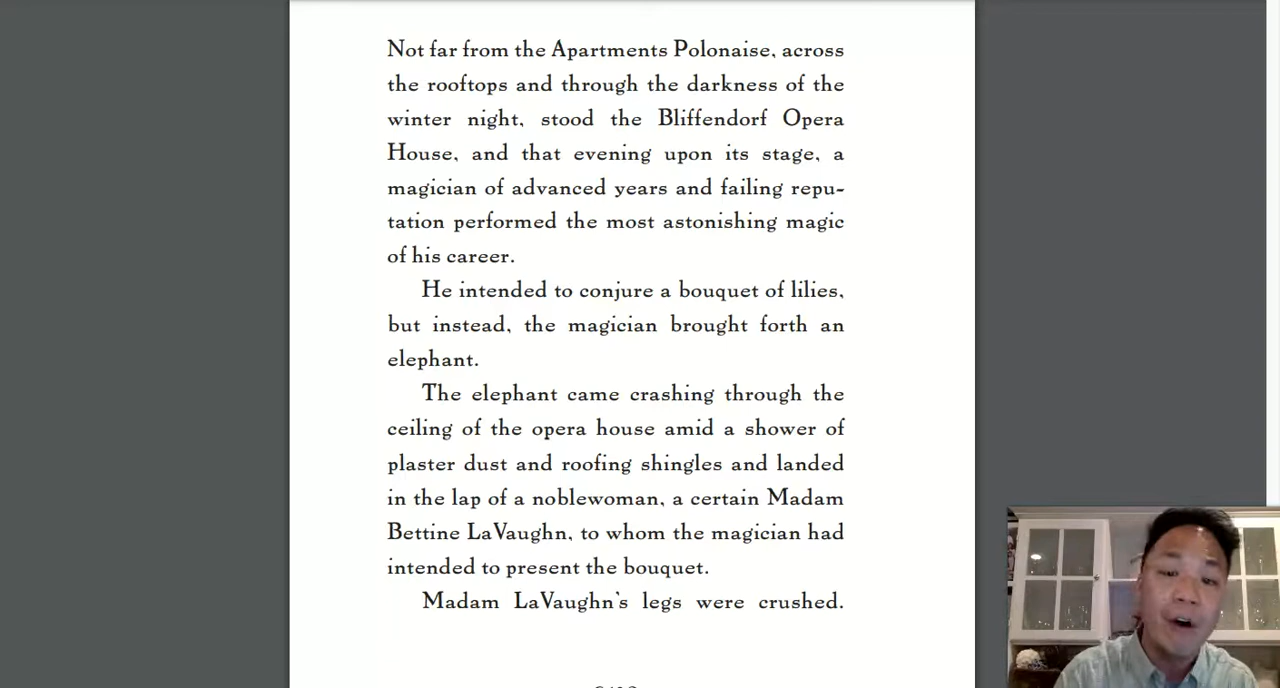 Not far from the Apartments Polonaise, across
the rooftops and through the darkness of the
winter night, stood the Bliffendorf Opera
House, and that evening upon its stage, a
magician of advanced years and failing repu-
tation performed the most astonishing magic
of his career.
He intended to conjure a bouquet of lilies,
but instead, the magician brought forth an
elephant.
The elephant came crashing through the
ceiling of the opera house amid a shower of
plaster dust and roofing shingles and landed
in the lap of a noblewoman, a certain Madam
Bettine LaVaughn, to whom the magician had
intended to present the bouquet.
Madam LaVaughn's legs were crushed.